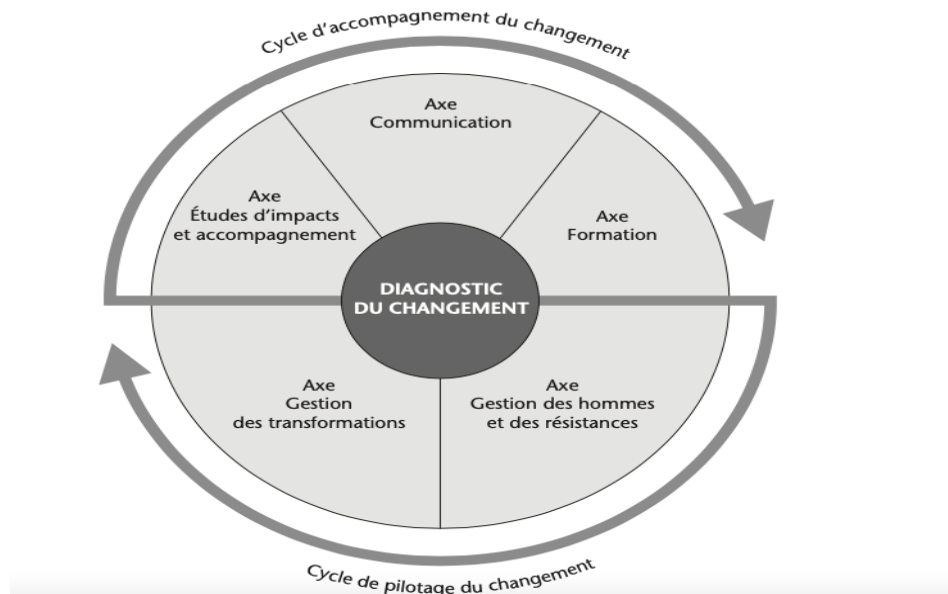 Cycle d'accompagnement du changement
Axe
Communication
Axe
Études d'impacts
et accompagnement
Axe
Formation
DIAGNOSTIC
DU CHANGEMENT
Axe
Gestion
des transformations
Axe
Gestion des hommes
et des résistances
Cycle de pilotage du changement